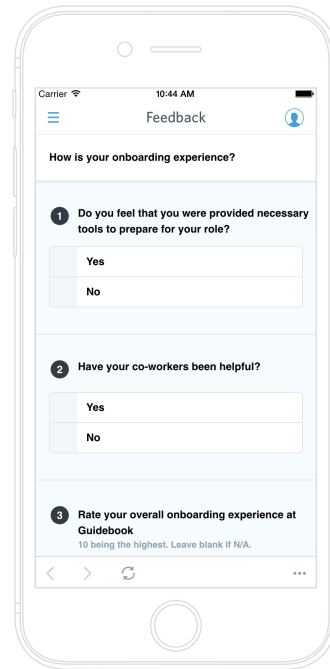 Carrier 10:44 AM
Feedback
How is your onboarding experience?
1 Do you feel that you were provided necessary
tools to prepare for your role?
Yes
No
2 Have your co-workers been helpful?
Yes
No
3 Rate your overall onboarding experience at
Guidebook
10 being the highest. Leave blank if N/A.